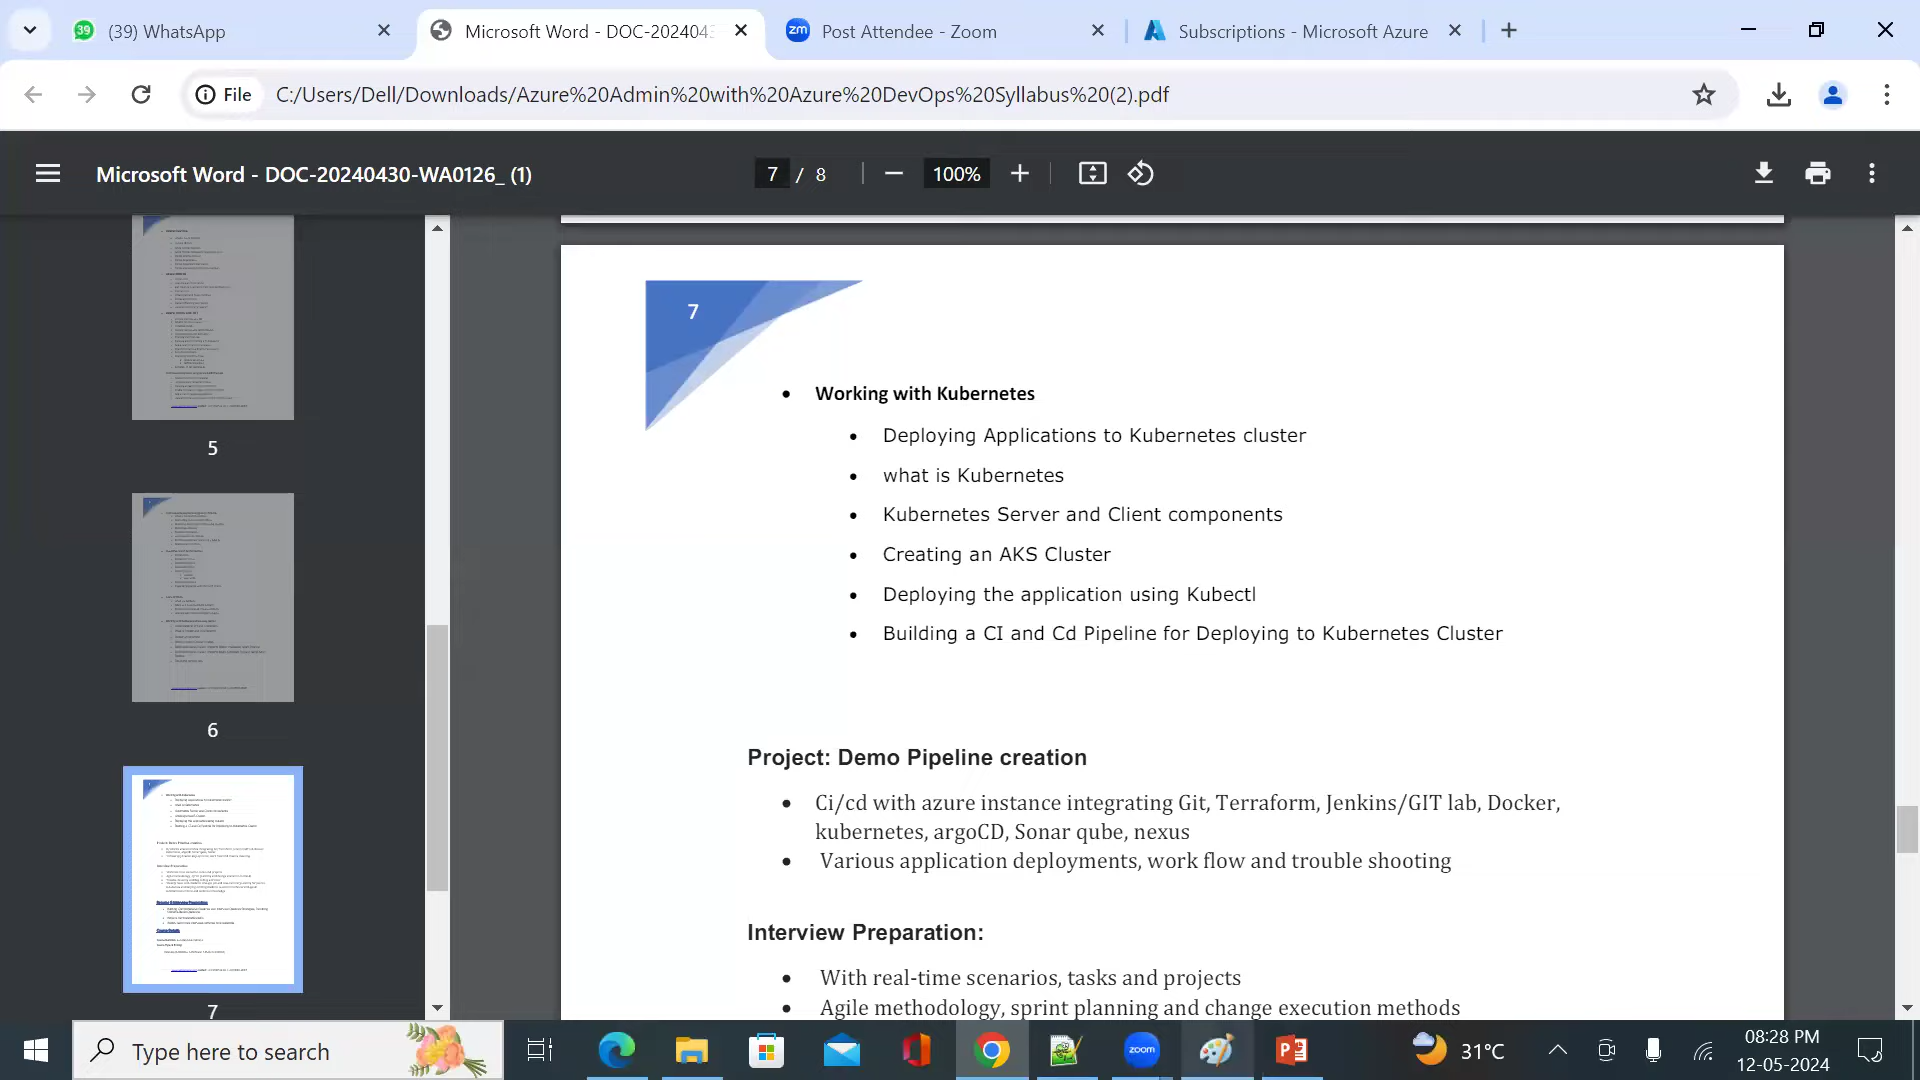 39
(39) WhatsApp
Microsoft Word - DOC-202404
zm
Post Attendee - Zoom
Subscriptions - Microsoft Azure
File
C:/Users/Dell/Downloads/Azure%20Admin%20with%20Azure%20DevOps%20Syllabus%20(2).pdf
Microsoft Word - DOC-20240430-WA0126_ (1)
7 / 8
100%
5
6
7
7
Working with Kubernetes
Deploying Applications to Kubernetes cluster
what is Kubernetes
Kubernetes Server and Client components
Creating an AKS Cluster
Deploying the application using Kubectl
Building a CI and Cd Pipeline for Deploying to Kubernetes Cluster
Project: Demo Pipeline creation
Ci/cd with azure instance integrating Git, Terraform, Jenkins/GIT lab, Docker,
kubernetes, argoCD, Sonar qube, nexus
Various application deployments, work flow and trouble shooting
Interview Preparation:
With real-time scenarios, tasks and projects
Agile methodology, sprint planning and change execution methods
Type here to search
zoom
31°C
08:28 PM
12-05-2024